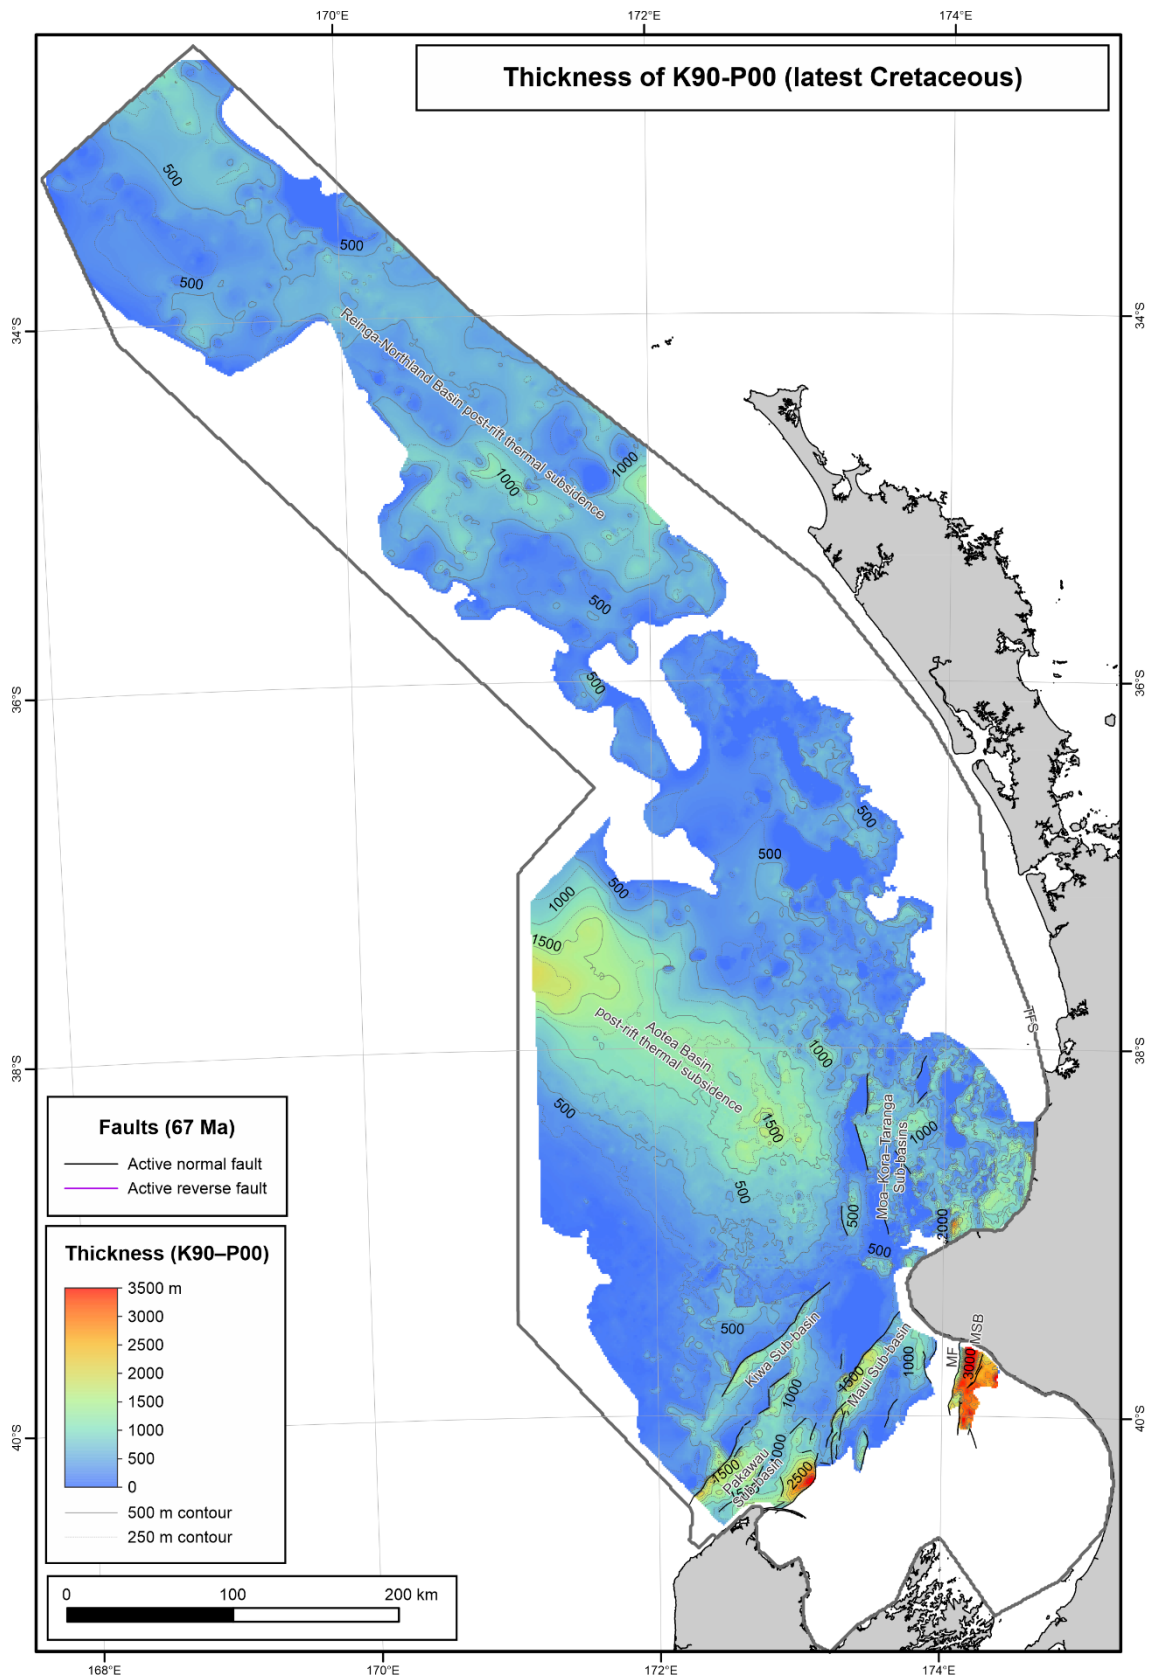 170°E
172°E
174°E
Thickness of K90-P00 (latest Cretaceous)
500
500
500
34°S
34°S
Reinga-Northland Basin post-rift thermal subsidence
1000
1000
500
500
36°S
36°S
500
500
500
1000
1500
TFS
Aotea Basin
post-rift thermal subsidence
1000
38°S
38°S
500
1500
1000
Moa–Kora–Taranga
Sub-basins
500
500
2000
500
Faults (67 Ma)
Active normal fault
Active reverse fault
Thickness (K90–P00)
3500 m
3000
2500
2000
1500
1000
500
0
500 m contour
250 m contour
500
Kiwa Sub-basin
1500
Maui Sub-basin
1000
MF
3000
MSB
1000
40°S
40°S
1500
Pakawau
Sub-basin
2500
0
100
200 km
168°E
170°E
172°E
174°E